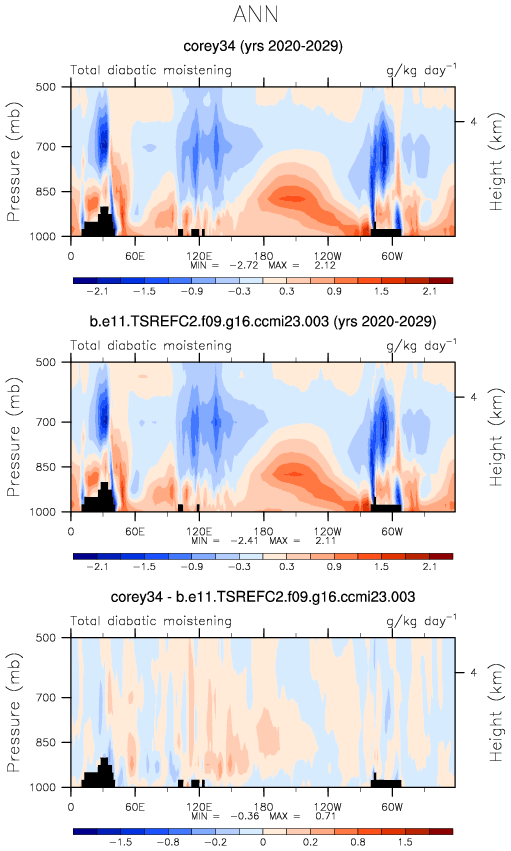 ANN
corey34 (yrs 2020-2029)
Total diabatic moistening g/kg day⁻¹
500
700
850
1000
Pressure (mb)
4
Height (km)
0 60E 120E 180 120W 60W
MIN = -2.72 MAX = 2.12
-2.1 -1.5 -0.9 -0.3 0.3 0.9 1.5 2.1
b.e11.TSREFC2.f09.g16.ccmi23.003 (yrs 2020-2029)
Total diabatic moistening g/kg day⁻¹
500
700
850
1000
Pressure (mb)
4
Height (km)
0 60E 120E 180 120W 60W
MIN = -2.41 MAX = 2.11
-2.1 -1.5 -0.9 -0.3 0.3 0.9 1.5 2.1
corey34 - b.e11.TSREFC2.f09.g16.ccmi23.003
Total diabatic moistening g/kg day⁻¹
500
700
850
1000
Pressure (mb)
4
Height (km)
0 60E 120E 180 120W 60W
MIN = -0.36 MAX = 0.71
-1.5 -0.8 -0.2 0 0.2 0.8 1.5